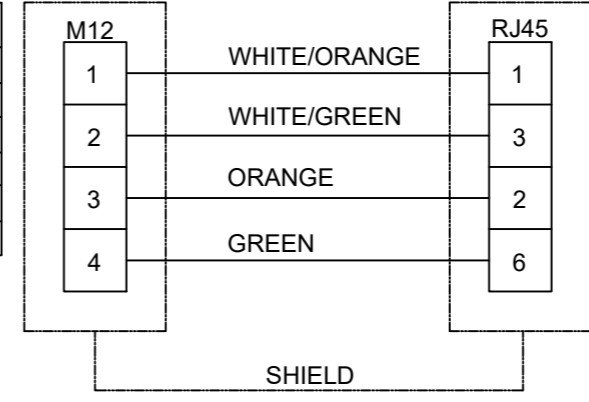 M12 RJ45
1 WHITE/ORANGE 1
2 WHITE/GREEN 3
3 ORANGE 2
4 GREEN 6
SHIELD